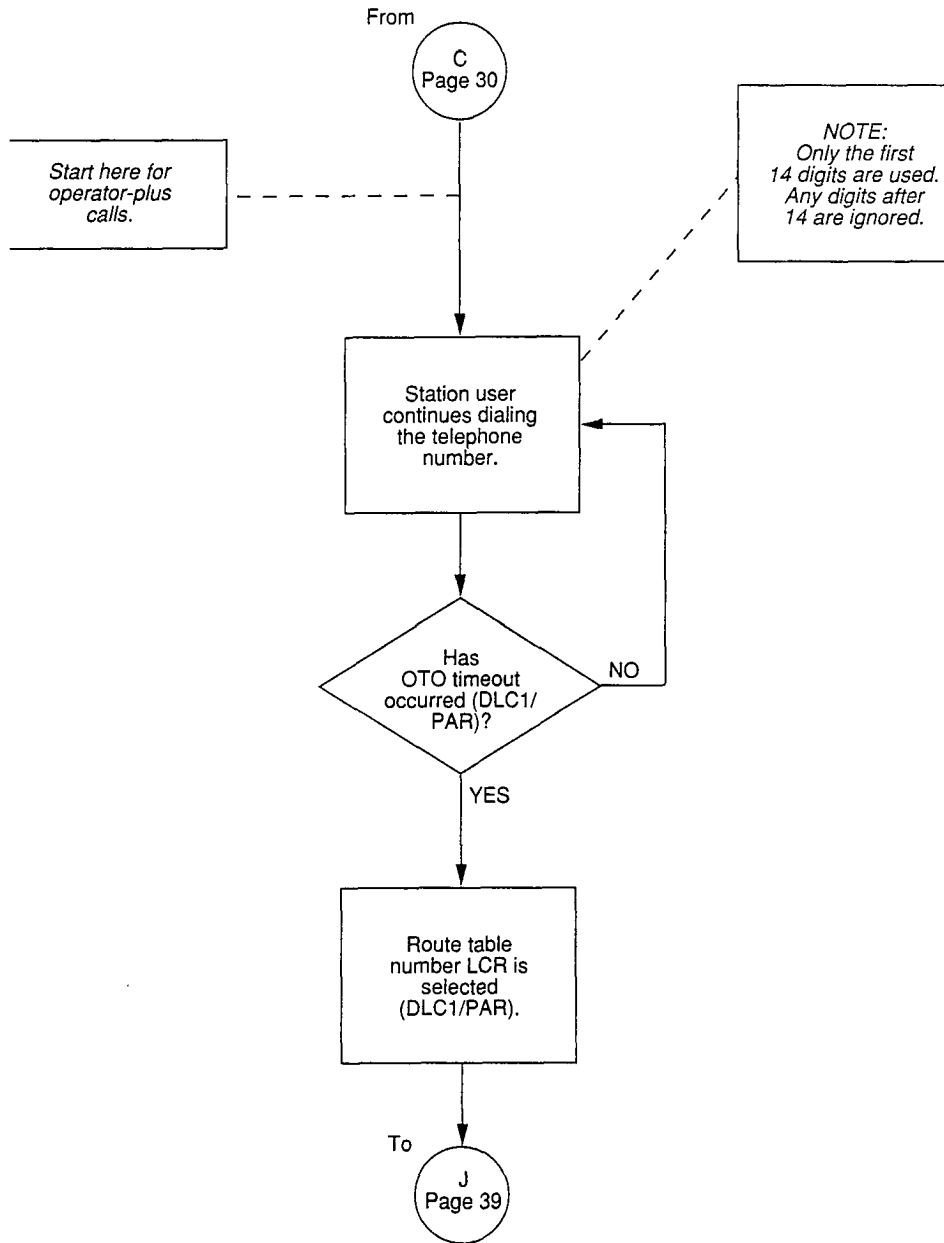 From
C
Page 30
Start here for
operator-plus
calls.
NOTE:
Only the first
14 digits are used.
Any digits after
14 are ignored.
Station user
continues dialing
the telephone
number.
Has
OTO timeout
occurred (DLC1/
PAR)?
NO
YES
Route table
number LCR is
selected
(DLC1/PAR).
To
J
Page 39